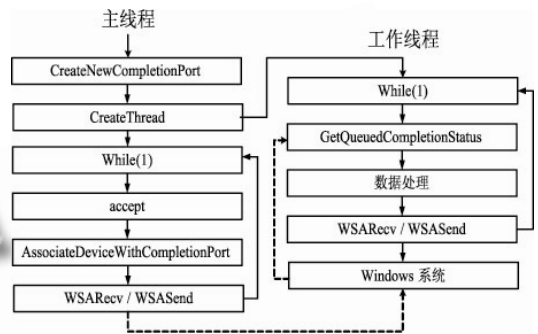 主线程
CreateNewCompletionPort
CreateThread
While(1)
accept
AssociateDeviceWithCompletionPort
WSARecv / WSASend
工作线程
While(1)
GetQueuedCompletionStatus
数据处理
WSARecv / WSASend
Windows 系统